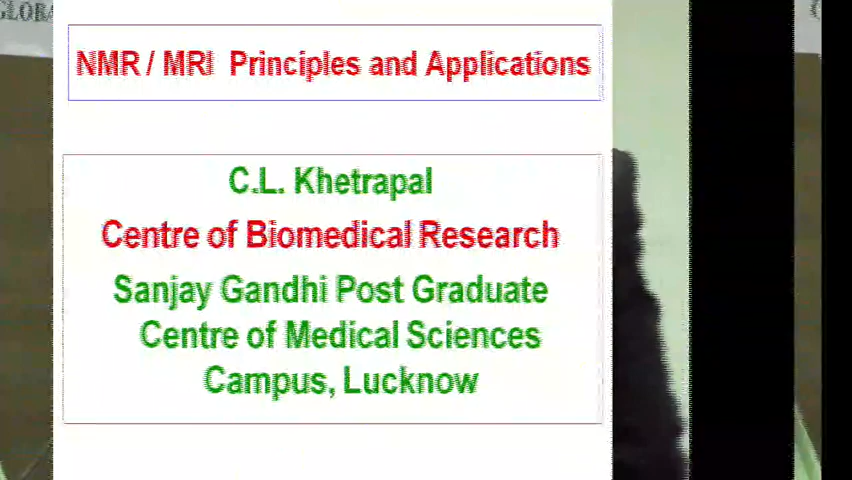 NMR / MRI Principles and Applications
C.L. Khetrapal
Centre of Biomedical Research
Sanjay Gandhi Post Graduate
Centre of Medical Sciences
Campus, Lucknow